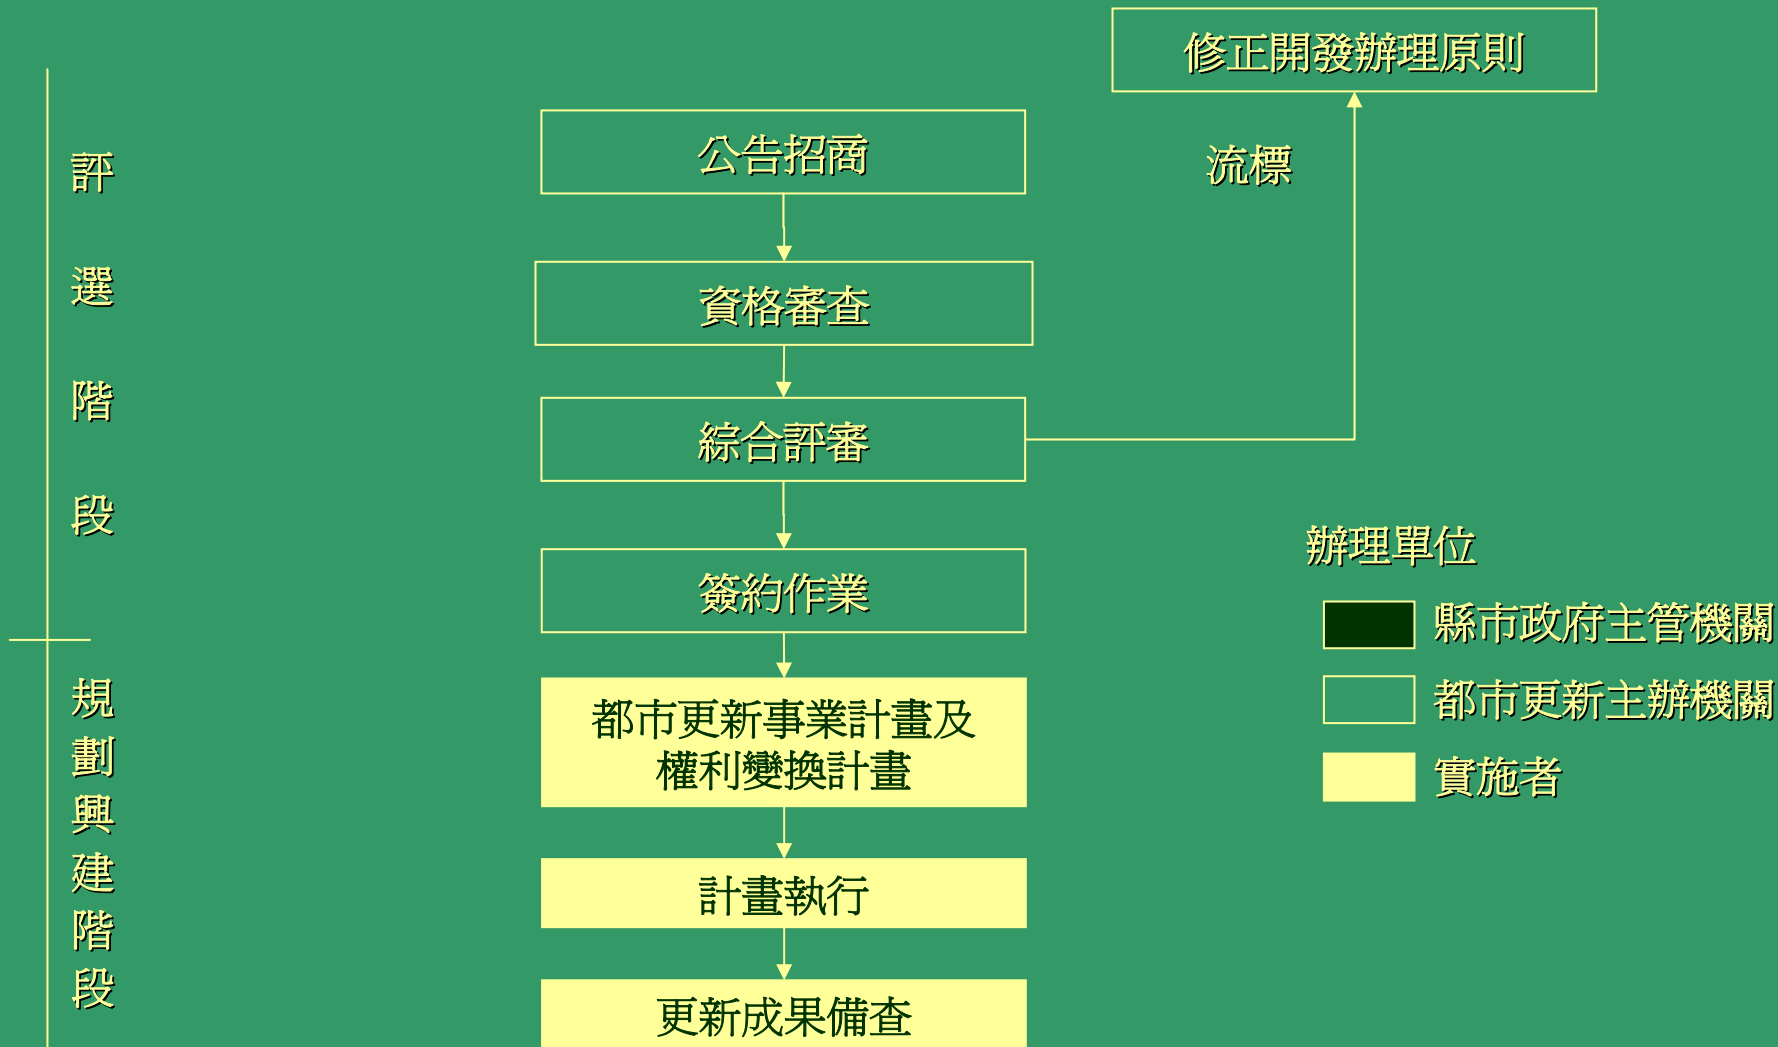 修正開發辦理原則
公告招商
流標
資格審查
綜合評審
簽約作業
評選階段
規劃興建階段
都市更新事業計畫及
權利變換計畫
計畫執行
更新成果備查
辦理單位
縣市政府主管機關
都市更新主辦機關
實施者